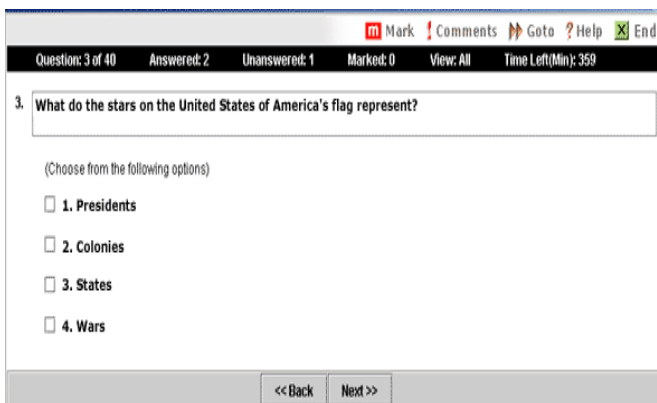 m Mark ! Comments Goto ? Help X End
Question: 3 of 40 Answered: 2 Unanswered: 1 Marked: 0 View: All Time Left(Min): 359
3. What do the stars on the United States of America's flag represent?
(Choose from the following options)
1. Presidents
2. Colonies
3. States
4. Wars
<< Back Next >>